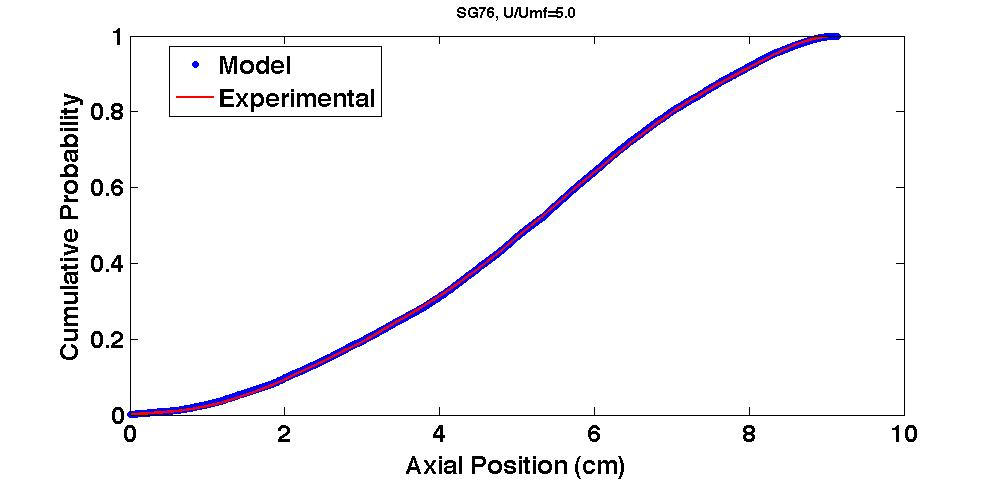 SG76, U/Umf=5.0
1
Model
Experimental
0.8
0.6
0.4
0.2
0
Cumulative Probability
0 2 4 6 8 10
Axial Position (cm)